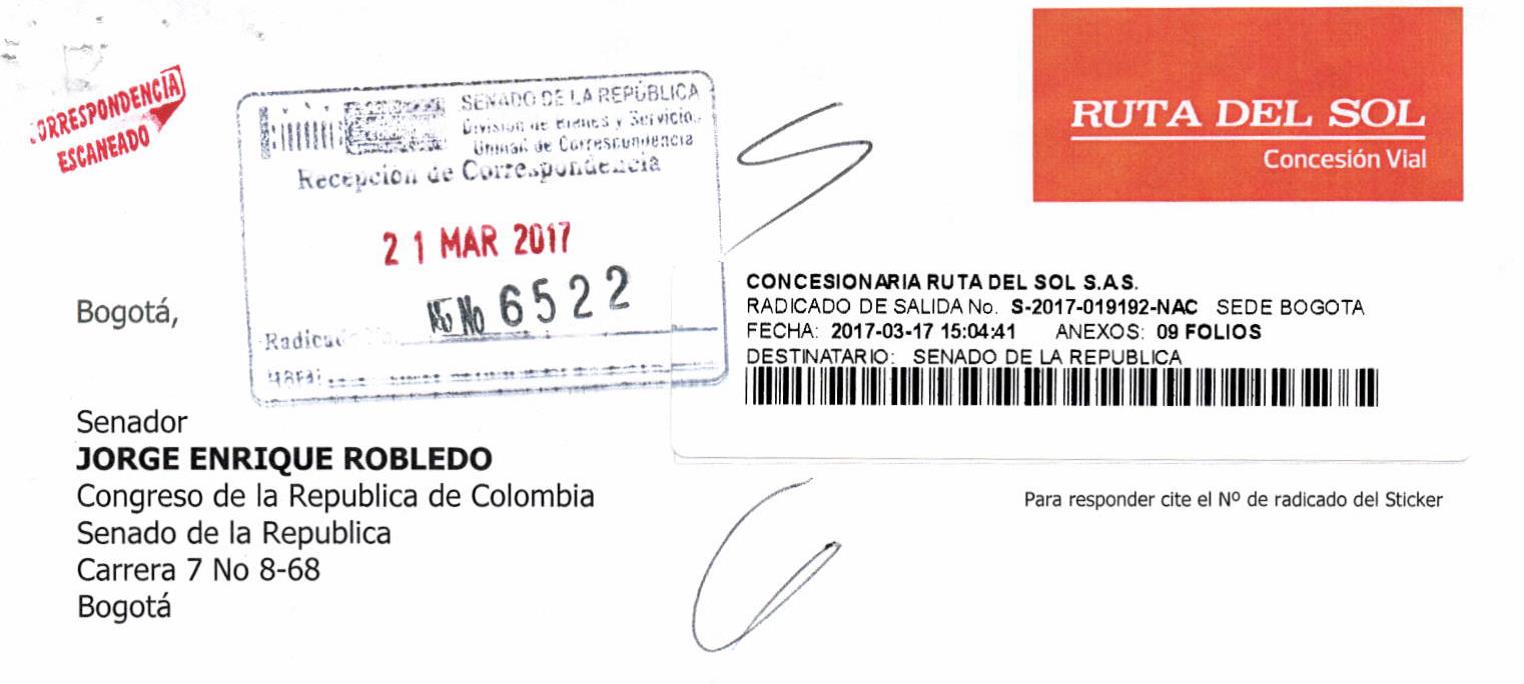 CORRESPONDENCIA
ESCANEADO
SENADO DE LA REPÚBLICA
División de Bienes y Servicios
Unidad de Correspondencia
Recepción de Correspondencia
21 MAR 2017
No 6522
RUTA DEL SOL
Concesión Vial
CONCESIONARIA RUTA DEL SOL S.A.S.
RADICADO DE SALIDA No. S-2017-019192-NAC SEDE BOGOTA
FECHA: 2017-03-17 15:04:41 ANEXOS: 09 FOLIOS
DESTINATARIO: SENADO DE LA REPUBLICA
Bogotá,
Senador
JORGE ENRIQUE ROBLEDO
Congreso de la Republica de Colombia
Senado de la Republica
Carrera 7 No 8-68
Bogotá
Para responder cite el Nº de radicado del Sticker